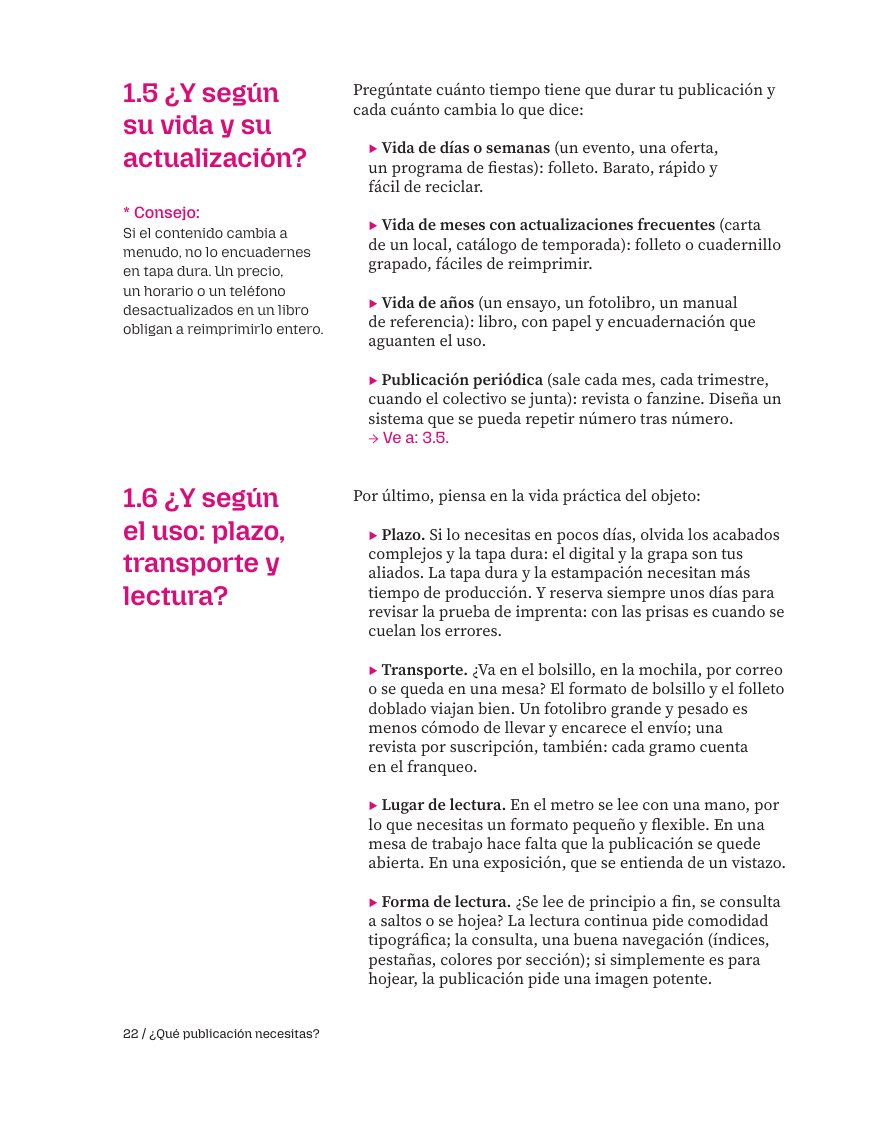 1.5 ¿Y según
su vida y su
actualización?
* Consejo:
Si el contenido cambia a
menudo, no lo encuadernes
en tapa dura. Un precio,
un horario o un teléfono
desactualizados en un libro
obligan a reimprimirlo entero.
Pregúntate cuánto tiempo tiene que durar tu publicación y
cada cuánto cambia lo que dice:
▶ Vida de días o semanas (un evento, una oferta,
un programa de fiestas): folleto. Barato, rápido y
fácil de reciclar.
▶ Vida de meses con actualizaciones frecuentes (carta
de un local, catálogo de temporada): folleto o cuadernillo
grapado, fáciles de reimprimir.
▶ Vida de años (un ensayo, un fotolibro, un manual
de referencia): libro, con papel y encuadernación que
aguanten el uso.
▶ Publicación periódica (sale cada mes, cada trimestre,
cuando el colectivo se junta): revista o fanzine. Diseña un
sistema que se pueda repetir número tras número.
→ Ve a: 3.5.
1.6 ¿Y según
el uso: plazo,
transporte y
lectura?
Por último, piensa en la vida práctica del objeto:
▶ Plazo. Si lo necesitas en pocos días, olvida los acabados
complejos y la tapa dura: el digital y la grapa son tus
aliados. La tapa dura y la estampación necesitan más
tiempo de producción. Y reserva siempre unos días para
revisar la prueba de imprenta: con las prisas es cuando se
cuelan los errores.
▶ Transporte. ¿Va en el bolsillo, en la mochila, por correo
o se queda en una mesa? El formato de bolsillo y el folleto
doblado viajan bien. Un fotolibro grande y pesado es
menos cómodo de llevar y encarece el envío; una
revista por suscripción, también: cada gramo cuenta
en el franqueo.
▶ Lugar de lectura. En el metro se lee con una mano, por
lo que necesitas un formato pequeño y flexible. En una
mesa de trabajo hace falta que la publicación se quede
abierta. En una exposición, que se entienda de un vistazo.
▶ Forma de lectura. ¿Se lee de principio a fin, se consulta
a saltos o se hojea? La lectura continua pide comodidad
tipográfica; la consulta, una buena navegación (índices,
pestañas, colores por sección); si simplemente es para
hojear, la publicación pide una imagen potente.
22 / ¿Qué publicación necesitas?